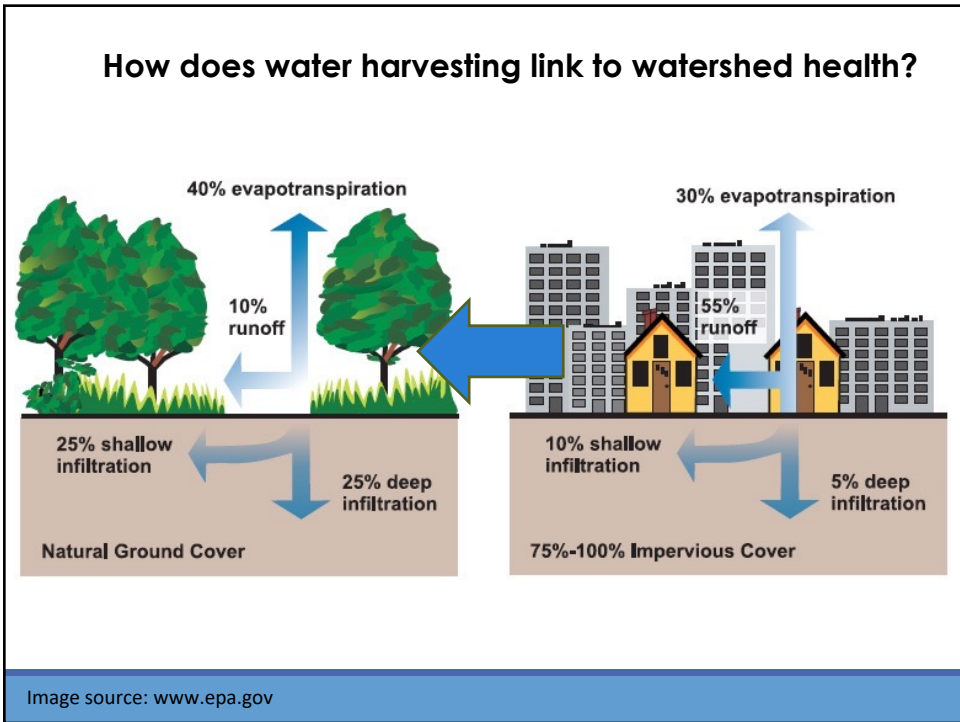 How does water harvesting link to watershed health?
40% evapotranspiration
10%
runoff
25% shallow
infiltration
25% deep
infiltration
Natural Ground Cover
30% evapotranspiration
55%
runoff
10% shallow
infiltration
5% deep
infiltration
75%-100% Impervious Cover
Image source: www.epa.gov